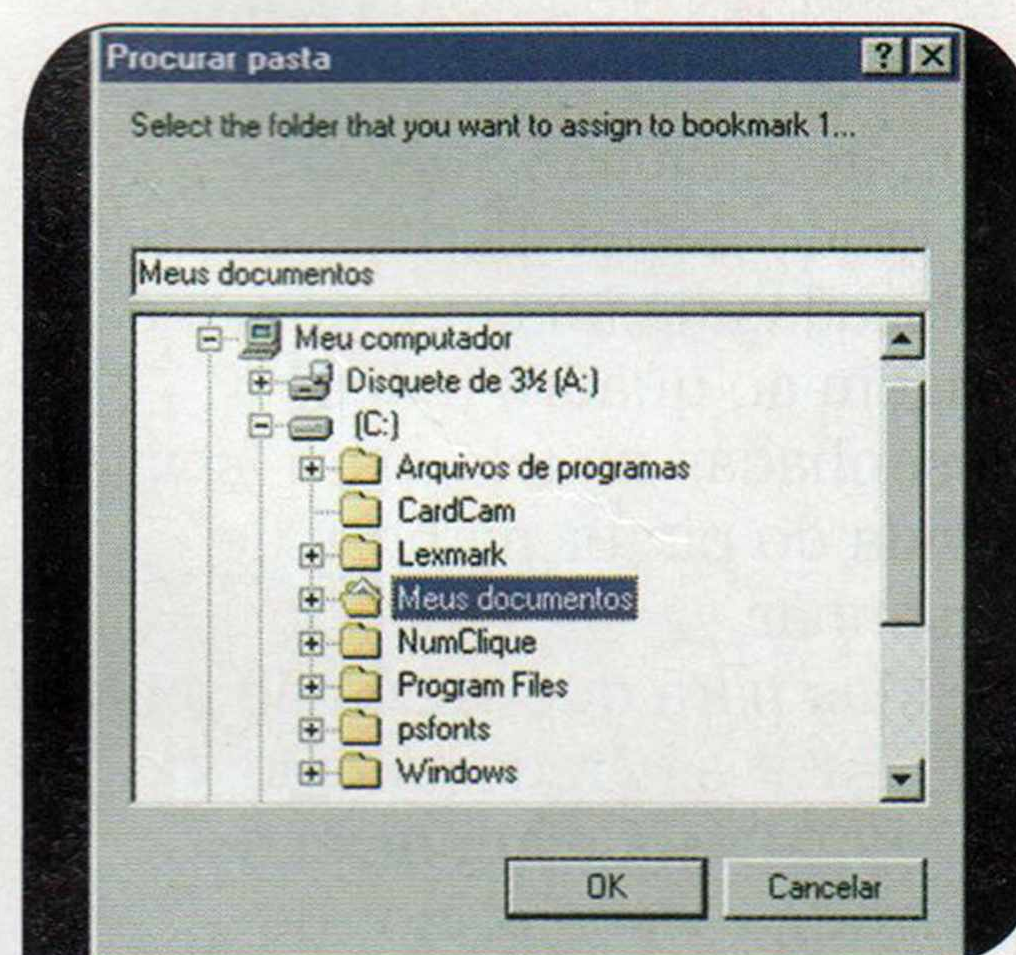 Procurar pasta
Select the folder that you want to assign to bookmark 1...
Meus documentos
Meu computador
Disquete de 3½ (A:)
(C:)
Arquivos de programas
CardCam
Lexmark
Meus documentos
NumClique
Program Files
psfonts
Windows
OK
Cancelar